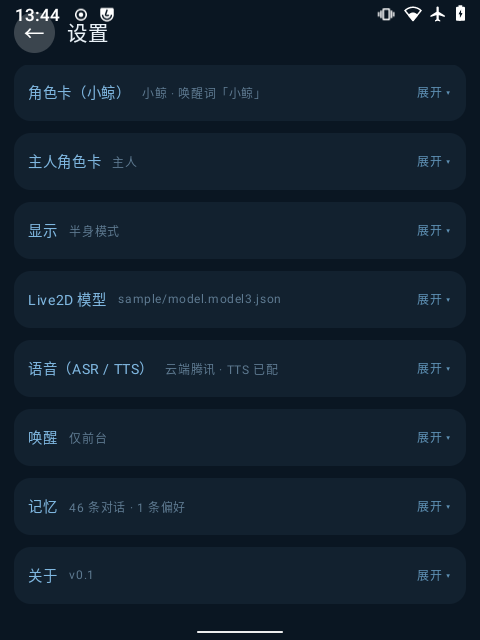 13:44
设置
角色卡（小鲸） 小鲸 · 唤醒词「小鲸」 展开 ▾
主人角色卡 主人 展开 ▾
显示 半身模式 展开 ▾
Live2D 模型 sample/model.model3.json 展开 ▾
语音（ASR / TTS） 云端腾讯 · TTS 已配 展开 ▾
唤醒 仅前台 展开 ▾
记忆 46 条对话 · 1 条偏好 展开 ▾
关于 v0.1 展开 ▾